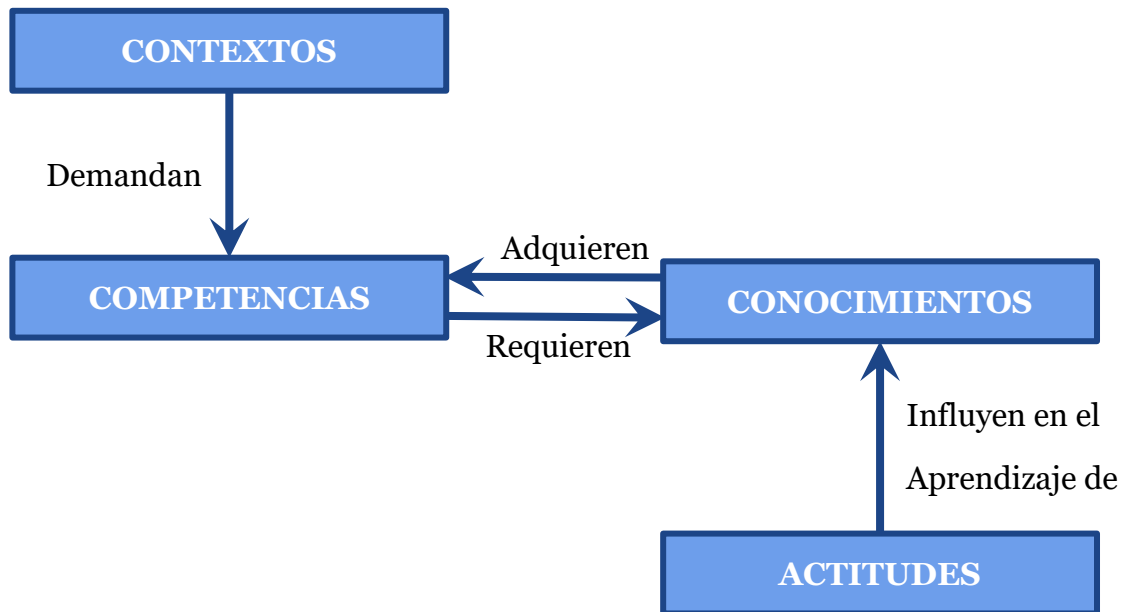 CONTEXTOS
Demandan
Adquieren
COMPETENCIAS
CONOCIMIENTOS
Requieren
Influyen en el
Aprendizaje de
ACTITUDES